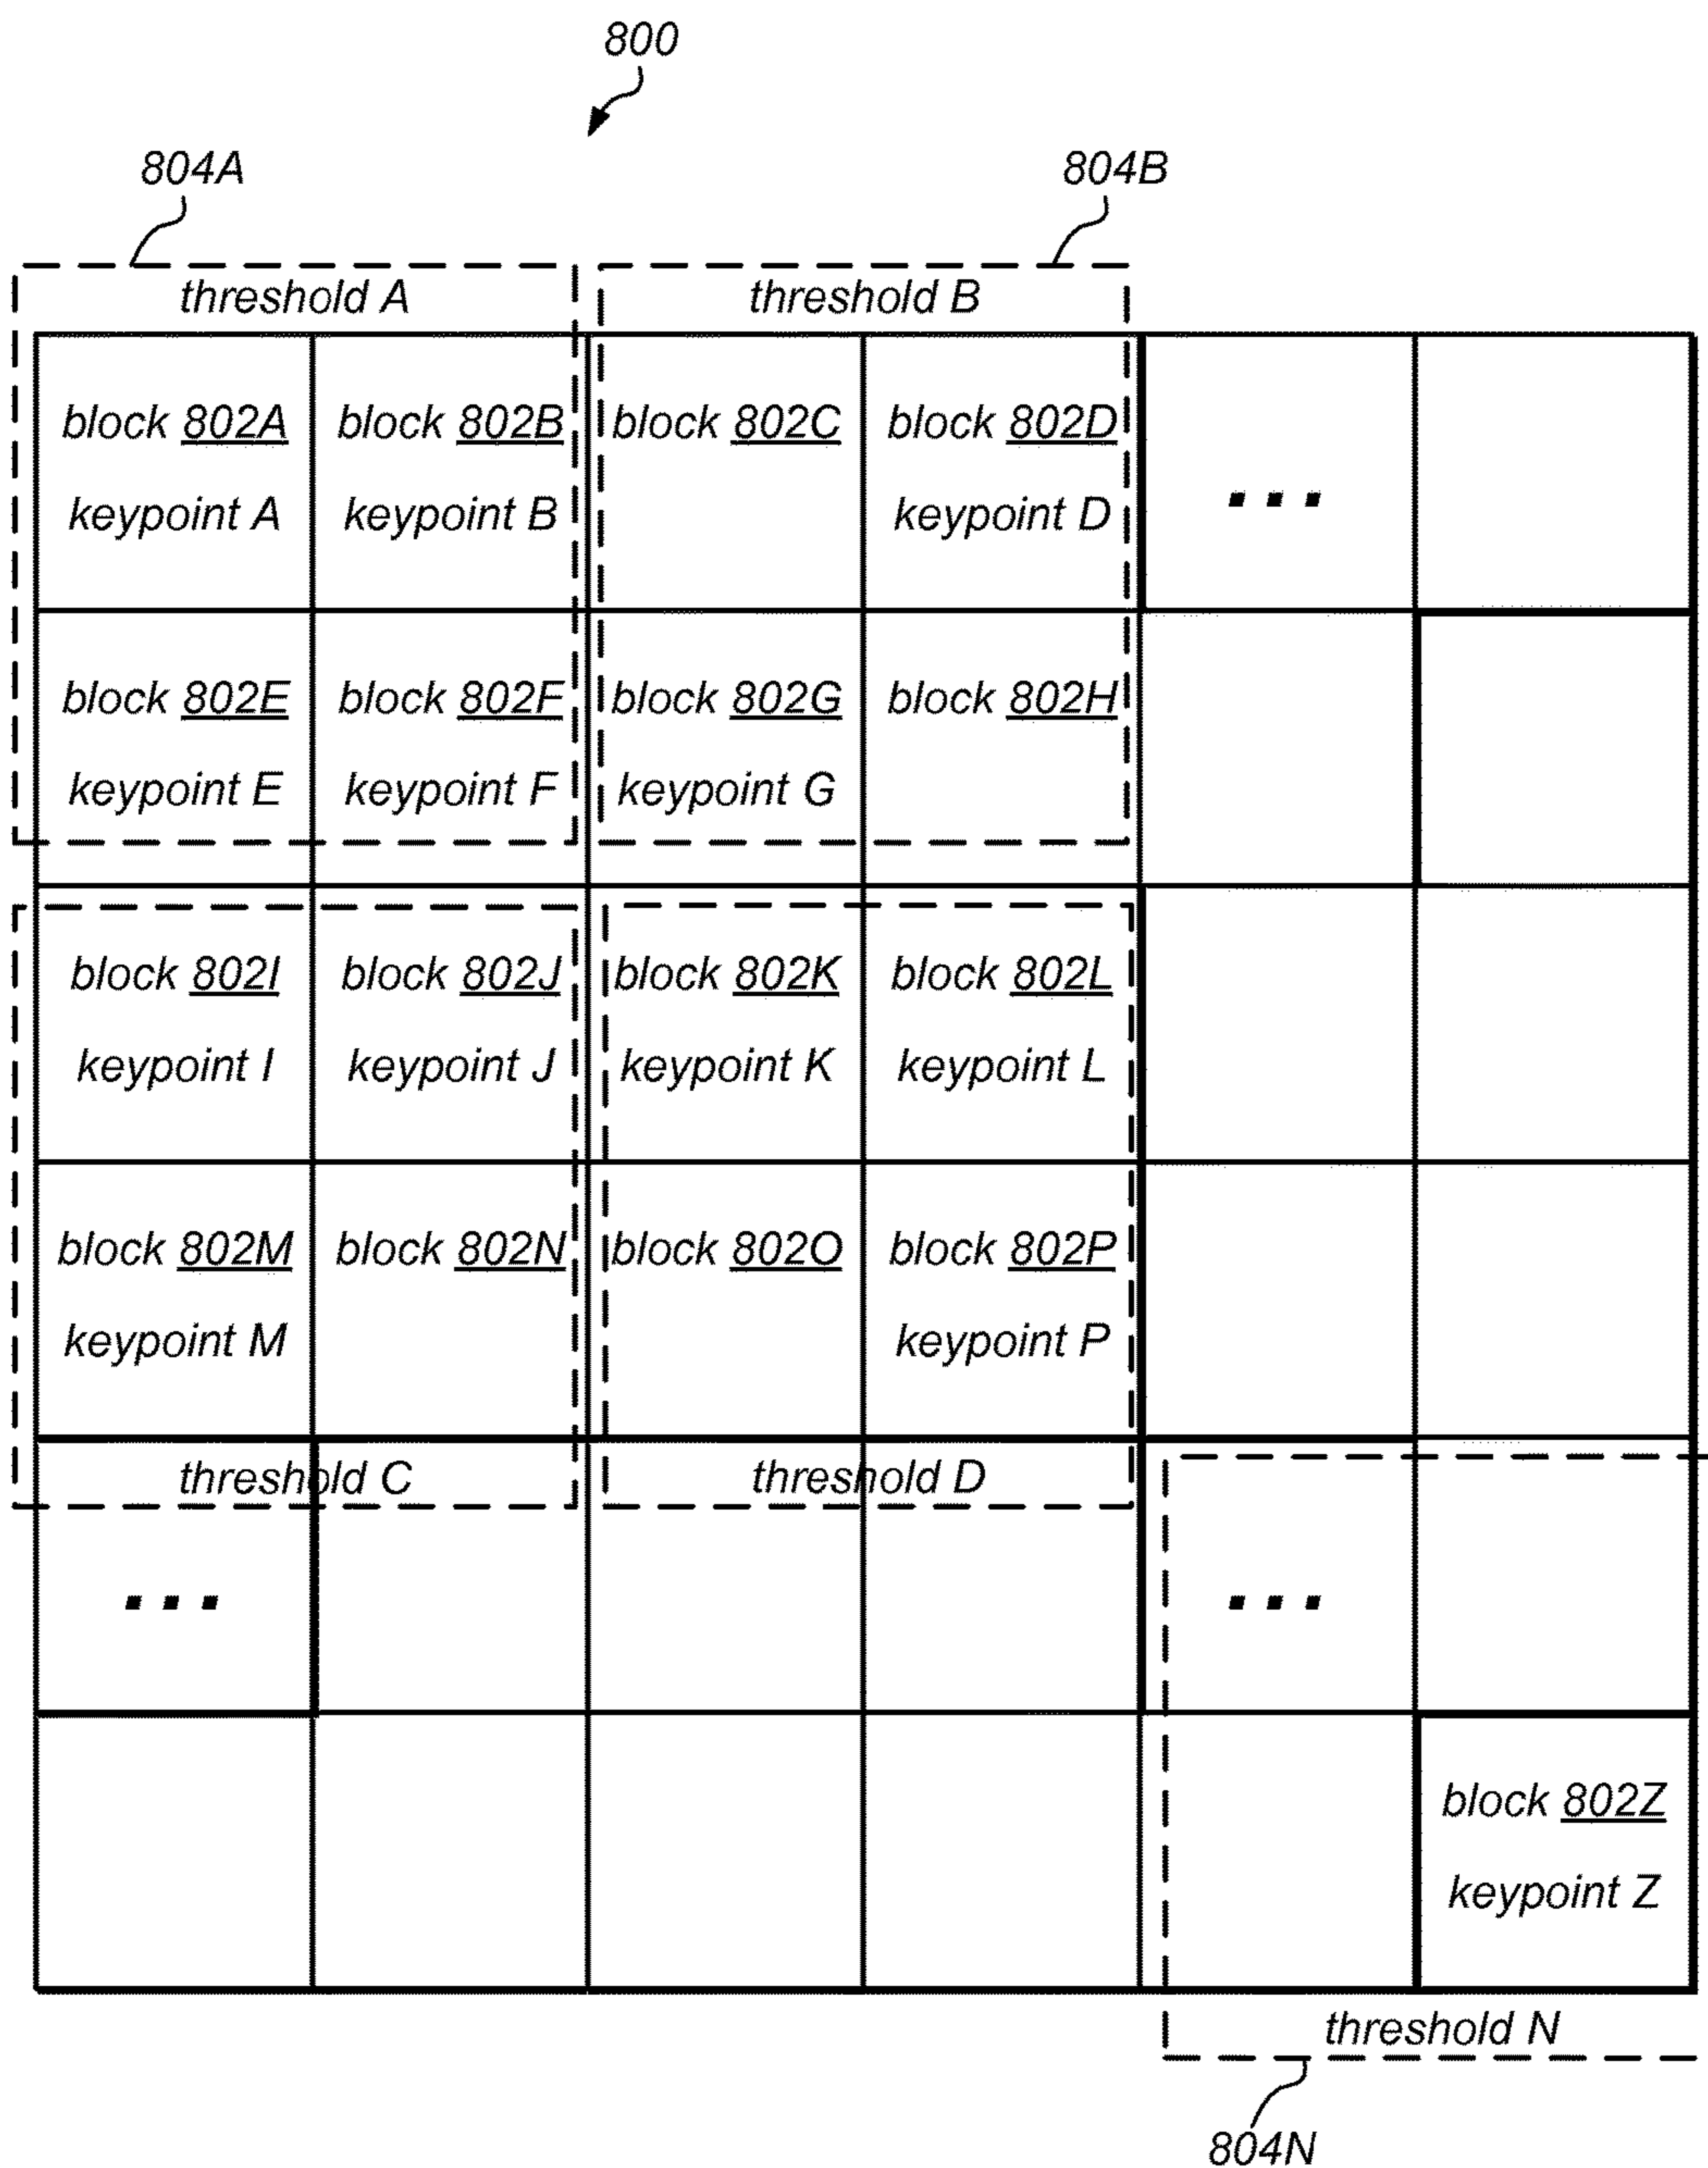 800
804A
804B
threshold A
threshold B
block 802A
block 802B
block 802C
block 802D
keypoint A
keypoint B
keypoint D
...
block 802E
block 802F
block 802G
block 802H
keypoint E
keypoint F
keypoint G
block 802I
block 802J
block 802K
block 802L
keypoint I
keypoint J
keypoint K
keypoint L
block 802M
block 802N
block 802O
block 802P
keypoint M
keypoint P
threshold C
threshold D
...
...
block 802Z
keypoint Z
threshold N
804N